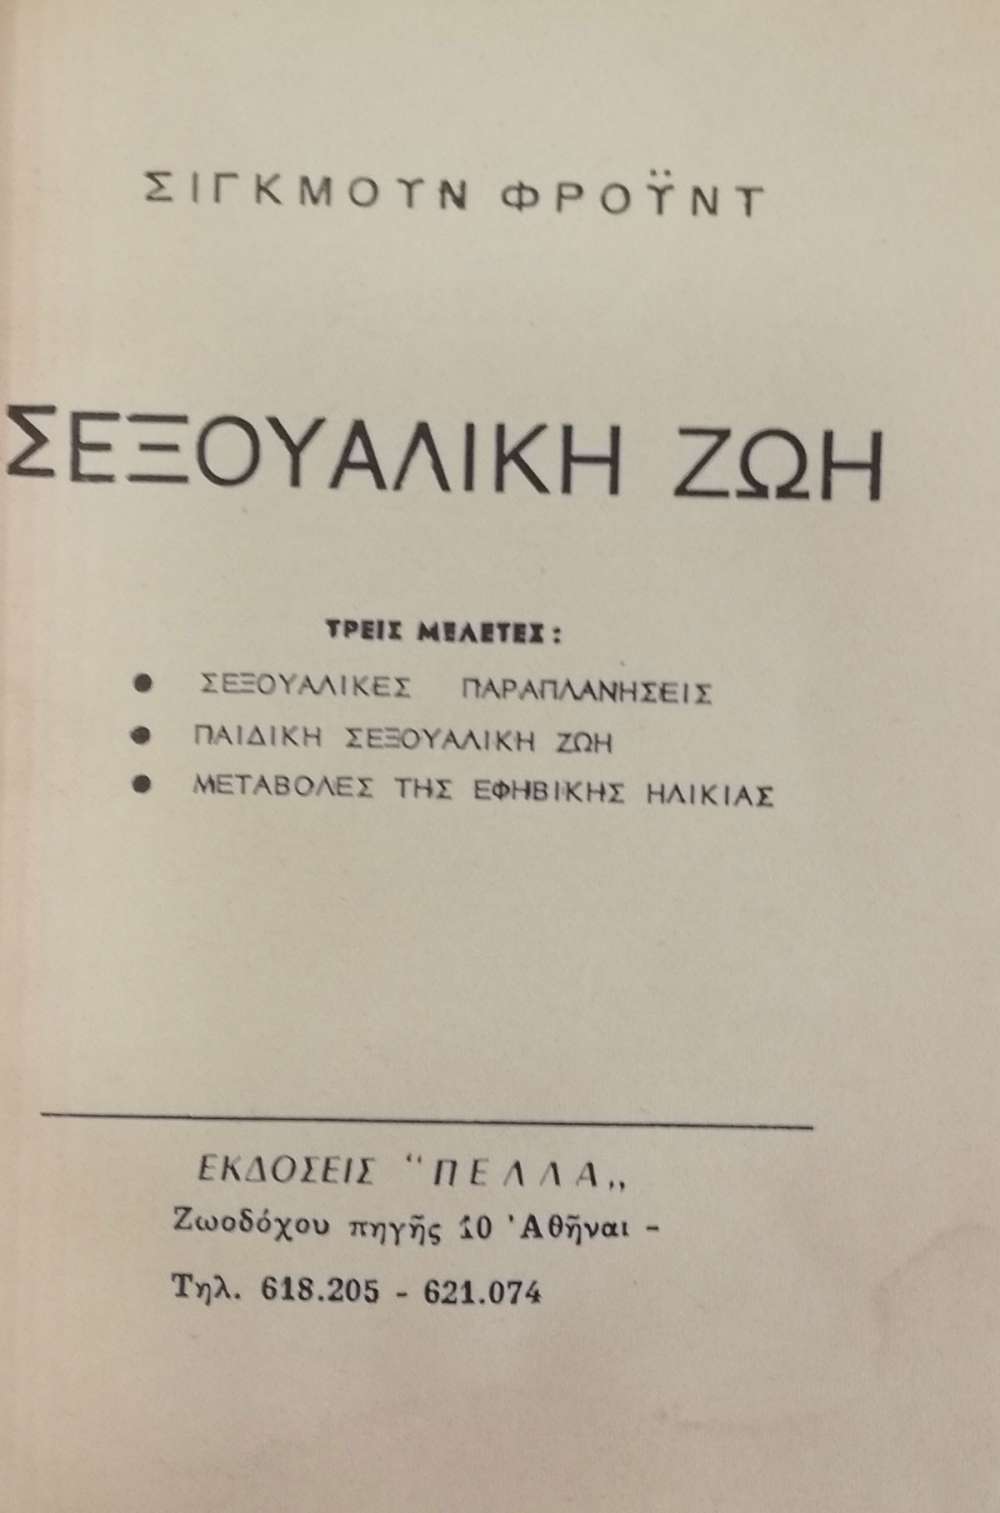 ΣΙΓΚΜΟΥΝ ΦΡΟΫΝΤ
ΣΕΞΟΥΑΛΙΚΗ ΖΩΗ
ΤΡΕΙΣ ΜΕΛΕΤΕΣ:
● ΣΕΞΟΥΑΛΙΚΕΣ ΠΑΡΑΠΛΑΝΗΣΕΙΣ
● ΠΑΙΔΙΚΗ ΣΕΞΟΥΑΛΙΚΗ ΖΩΗ
● ΜΕΤΑΒΟΛΕΣ ΤΗΣ ΕΦΗΒΙΚΗΣ ΗΛΙΚΙΑΣ
ΕΚΔΟΣΕΙΣ “ΠΕΛΛΑ„
Ζωοδόχου πηγῆς 10 Ἀθῆναι -
Τηλ. 618.205 - 621.074